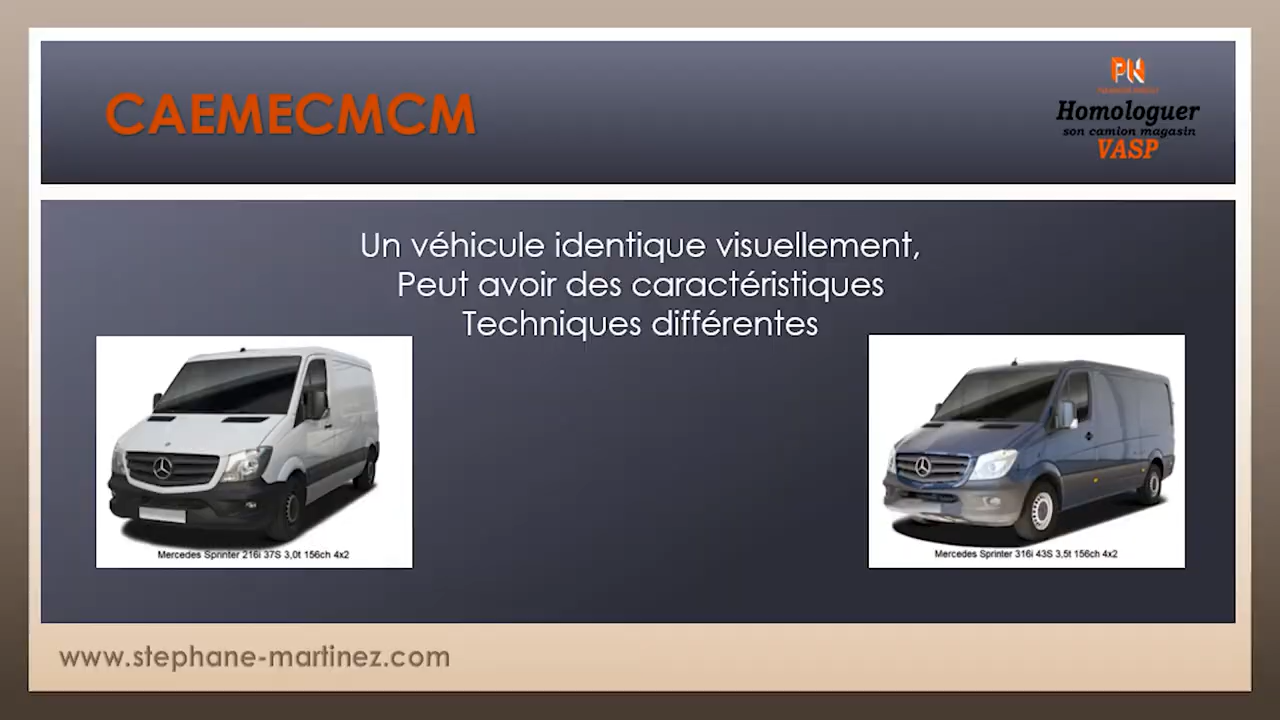 CAEMECMCM
PN
Homologuer
son camion magasin
VASP
Un véhicule identique visuellement,
Peut avoir des caractéristiques
Techniques différentes
Mercedes Sprinter 216i 37S 3,0t 156ch 4x2
Mercedes Sprinter 316i 43S 3,5t 156ch 4x2
www.stephane-martinez.com